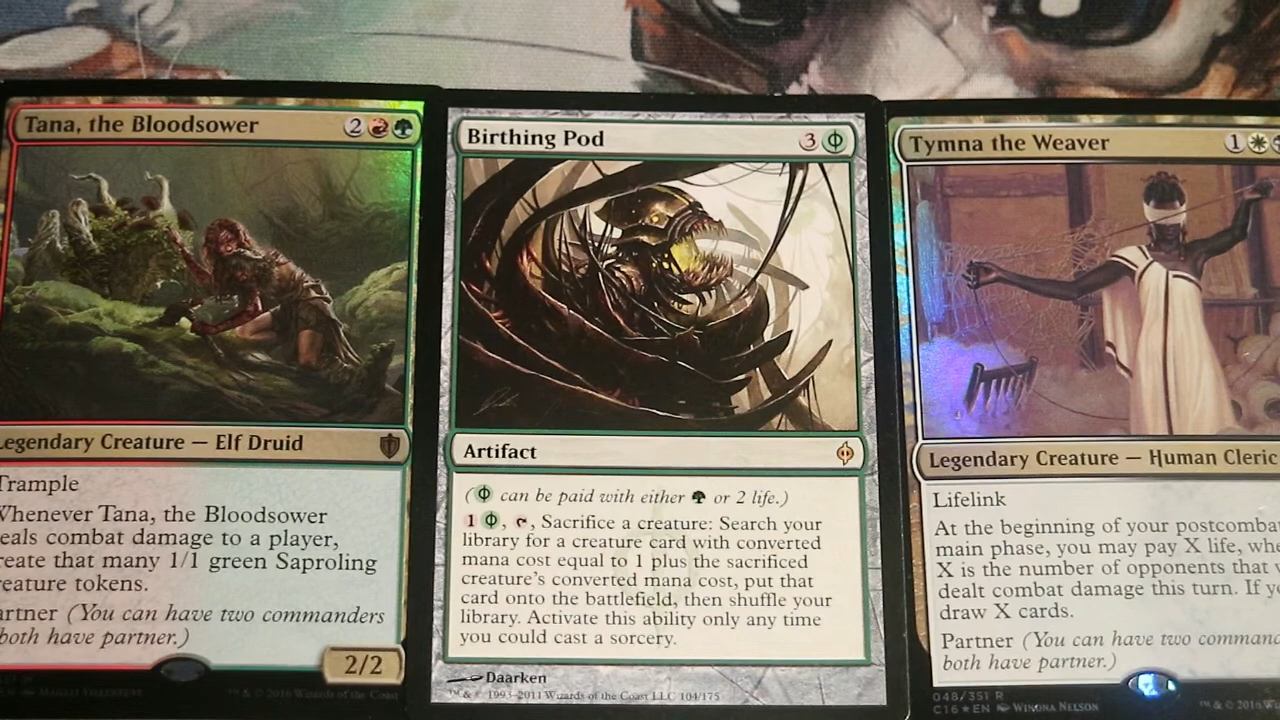 Tana, the Bloodsower
2
Legendary Creature — Elf Druid
Trample
Whenever Tana, the Bloodsower
deals combat damage to a player,
create that many 1/1 green Saproling
creature tokens.
Partner (You can have two commanders
both have partner.)
2/2
™ & © 2016 Wizards of the Coast
Birthing Pod
3
Artifact
( can be paid with either or 2 life.)
1 , , Sacrifice a creature: Search your
library for a creature card with converted
mana cost equal to 1 plus the sacrificed
creature's converted mana cost, put that
card onto the battlefield, then shuffle your
library. Activate this ability only any time
you could cast a sorcery.
Daarken
™ & © 1993–2011 Wizards of the Coast LLC 104/175
Tymna the Weaver
1
Legendary Creature — Human Cleric
Lifelink
At the beginning of your postcomba
main phase, you may pay X life, whe
X is the number of opponents that
dealt combat damage this turn. If yo
draw X cards.
Partner (You can have two command
both have partner.)
048/351 R
C16★EN Winona Nelson
™ & © 2016 W